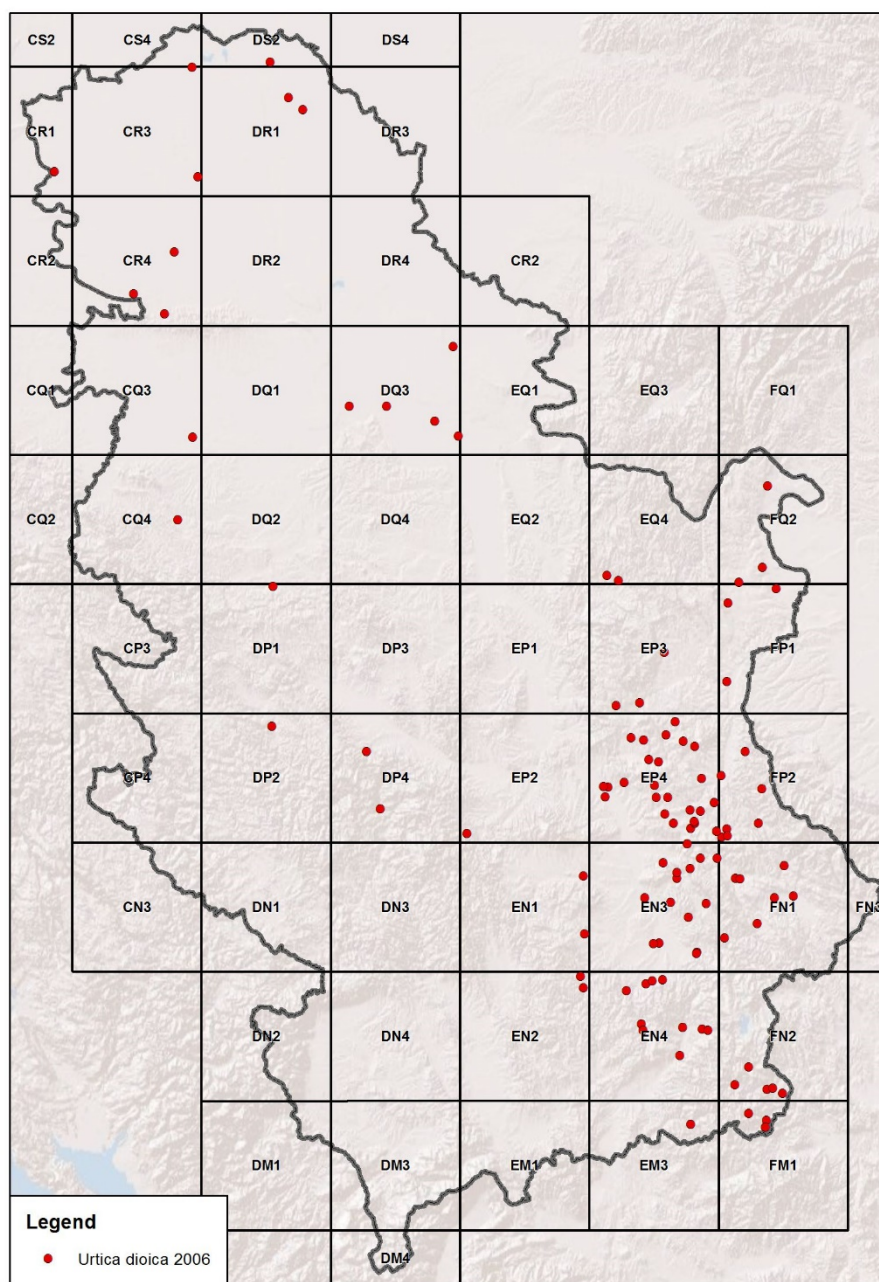 CS2 CS4 DS2 DS4
CR1 CR3 DR1 DR3
CR2 CR4 DR2 DR4 CR2
CQ1 CQ3 DQ1 DQ3 EQ1 EQ3 FQ1
CQ2 CQ4 DQ2 DQ4 EQ2 EQ4 FQ2
CP3 DP1 DP3 EP1 EP3 FP1
CP4 DP2 DP4 EP2 EP4 FP2
CN3 DN1 DN3 EN1 EN3 FN1 FN3
DN2 DN4 EN2 EN4 FN2
DM1 DM3 EM1 EM3 FM1
DM4
Legend
Urtica dioica 2006